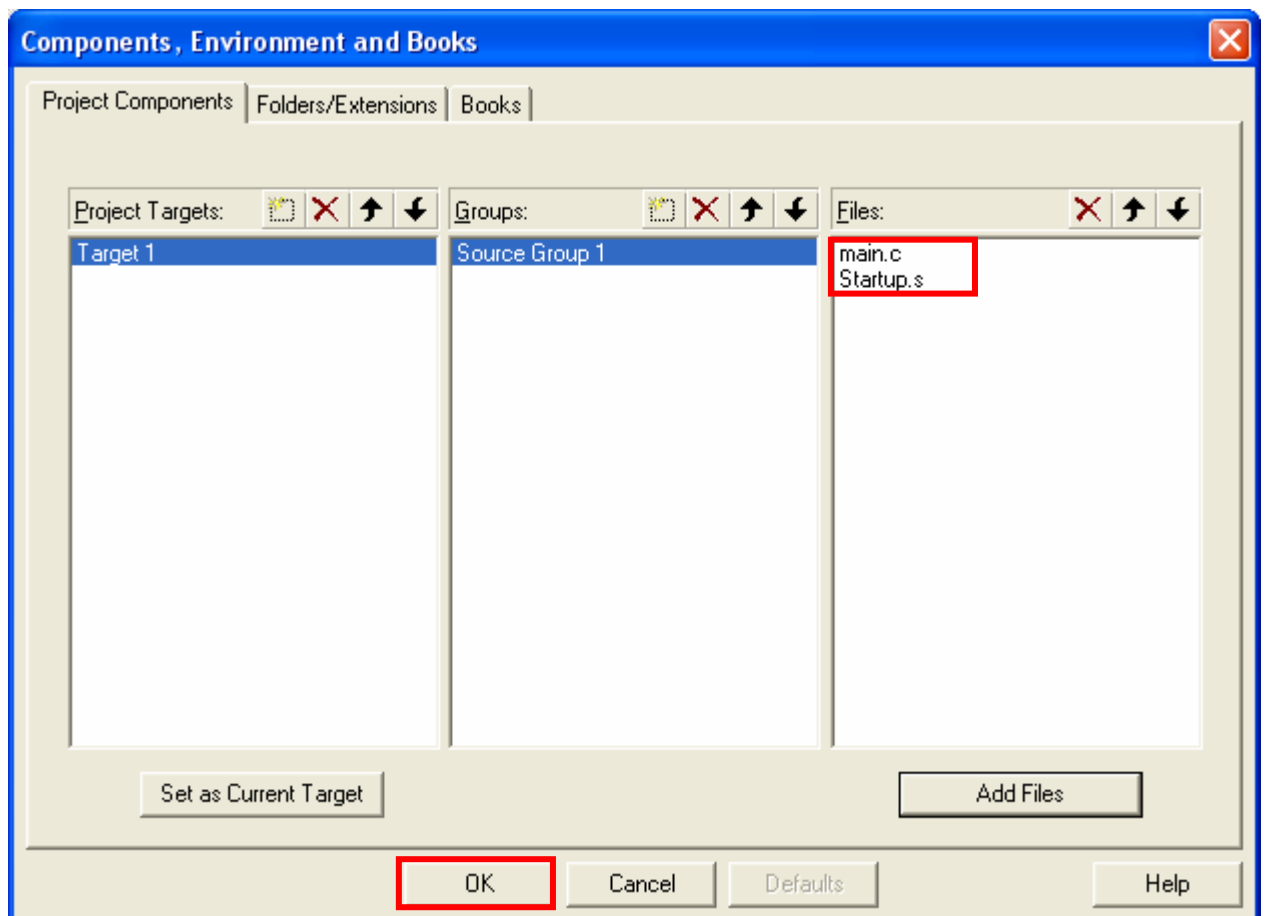 Components, Environment and Books
Project Components Folders/Extensions Books
Project Targets: Groups: Files:
Target 1 Source Group 1 main.c
Startup.s
Set as Current Target Add Files
OK Cancel Defaults Help